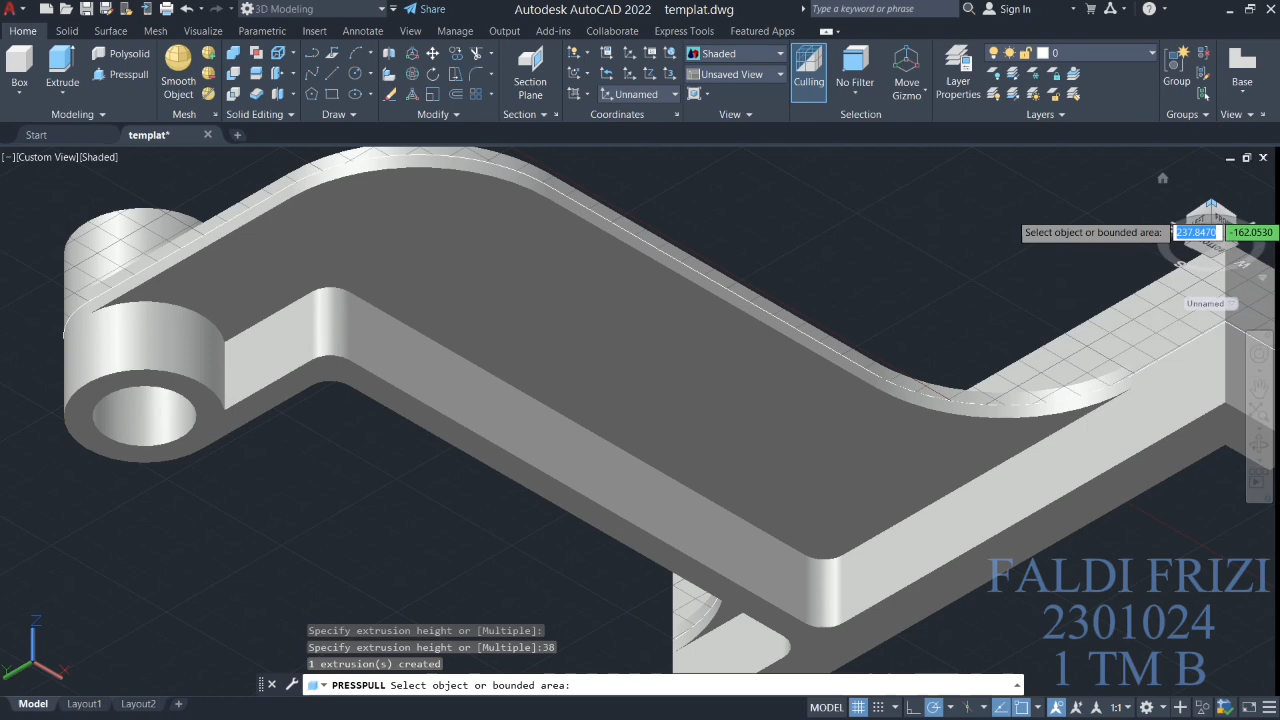 3D Modeling Share Autodesk AutoCAD 2022 templat.dwg Type a keyword or phrase Sign In
Home Solid Surface Mesh Visualize Parametric Insert Annotate View Manage Output Add-ins Collaborate Express Tools Featured Apps
Polysolid
Presspull
Box Extrude
Smooth
Object
Section
Plane
Shaded
Unsaved View
Unnamed
Culling No Filter Move
Gizmo
Layer
Properties
0
Group Base
Modeling Mesh Solid Editing Draw Modify Section Coordinates View Selection Layers Groups View
Start templat* +
[−][Custom View][Shaded]
Select object or bounded area: 237.8470 -162.0530
Unnamed
Z
Y X
FALDI FRIZI
2301024
1 TM B
Specify extrusion height or [Multiple]:
Specify extrusion height or [Multiple]:38
1 extrusion(s) created
PRESSPULL Select object or bounded area:
Model Layout1 Layout2 + MODEL 1:1